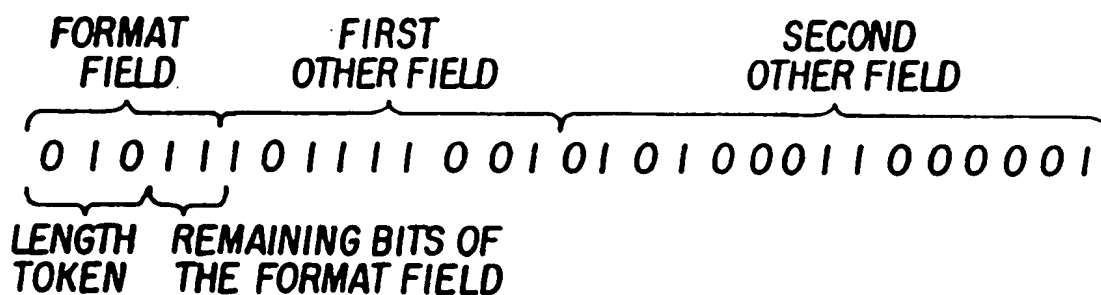 FORMAT FIELD
FIRST OTHER FIELD
SECOND OTHER FIELD
0 1 0 1 1 1 0 1 1 1 1 0 0 1 0 1 0 1 0 0 0 1 1 0 0 0 0 0 1
LENGTH TOKEN
REMAINING BITS OF
THE FORMAT FIELD